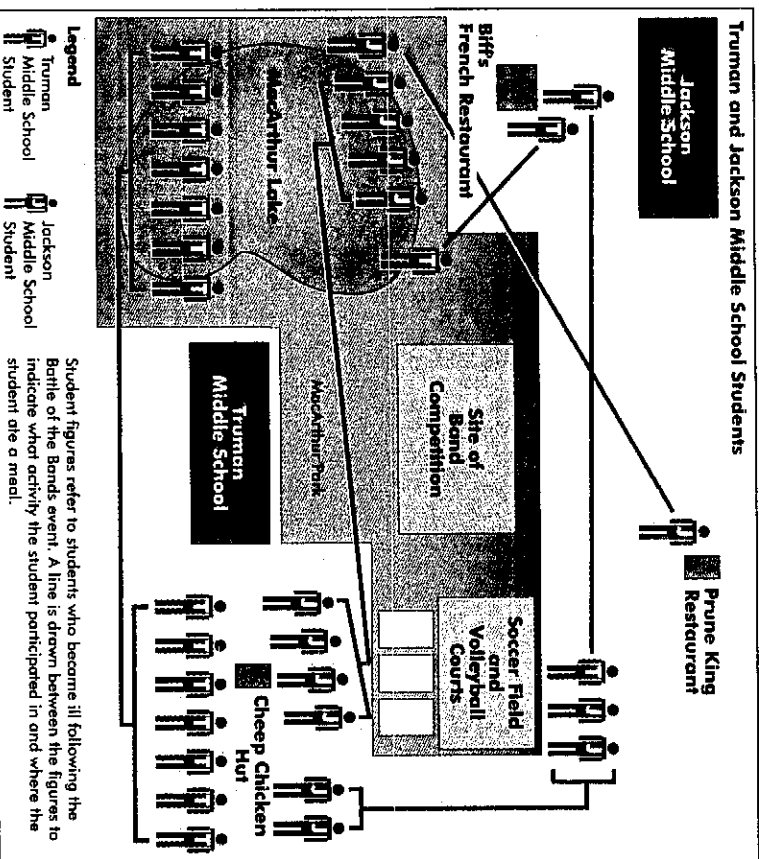 Truman and Jackson Middle School Students
Jackson
Middle School
Prune King
Restaurant
Biff's
French Restaurant
Site of
Band
Competition
Soccer Field
and
Volleyball
Courts
MacArthur Lake
MacArthur Park
Cheep Chicken
Hut
Truman
Middle School
Legend
Truman
Middle School
Student
Jackson
Middle School
Student
Student figures refer to students who became ill following the
Battle of the Bands event. A line is drawn between the figures to
indicate what activity the student participated in and where the
student ate a meal.